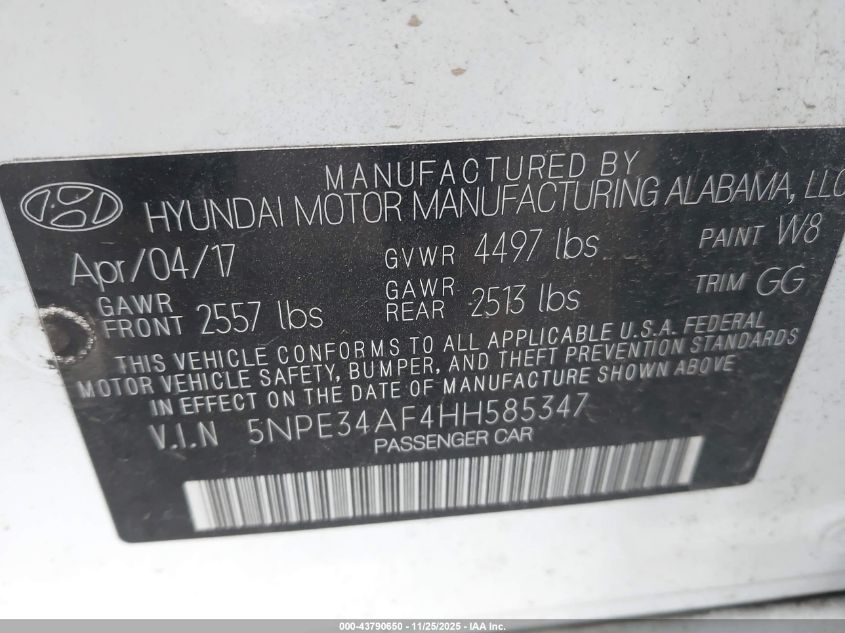 MANUFACTURED BY
HYUNDAI MOTOR MANUFACTURING ALABAMA, LLC
Apr/04/17 GVWR 4497 lbs PAINT W8
GAWR FRONT 2557 lbs GAWR REAR 2513 lbs TRIM GG
THIS VEHICLE CONFORMS TO ALL APPLICABLE U.S.A. FEDERAL
MOTOR VEHICLE SAFETY, BUMPER, AND THEFT PREVENTION STANDARDS
IN EFFECT ON THE DATE OF MANUFACTURE SHOWN ABOVE
V.I.N 5NPE34AF4HH585347
PASSENGER CAR
000-43790650 - 11/25/2025 - IAA Inc.